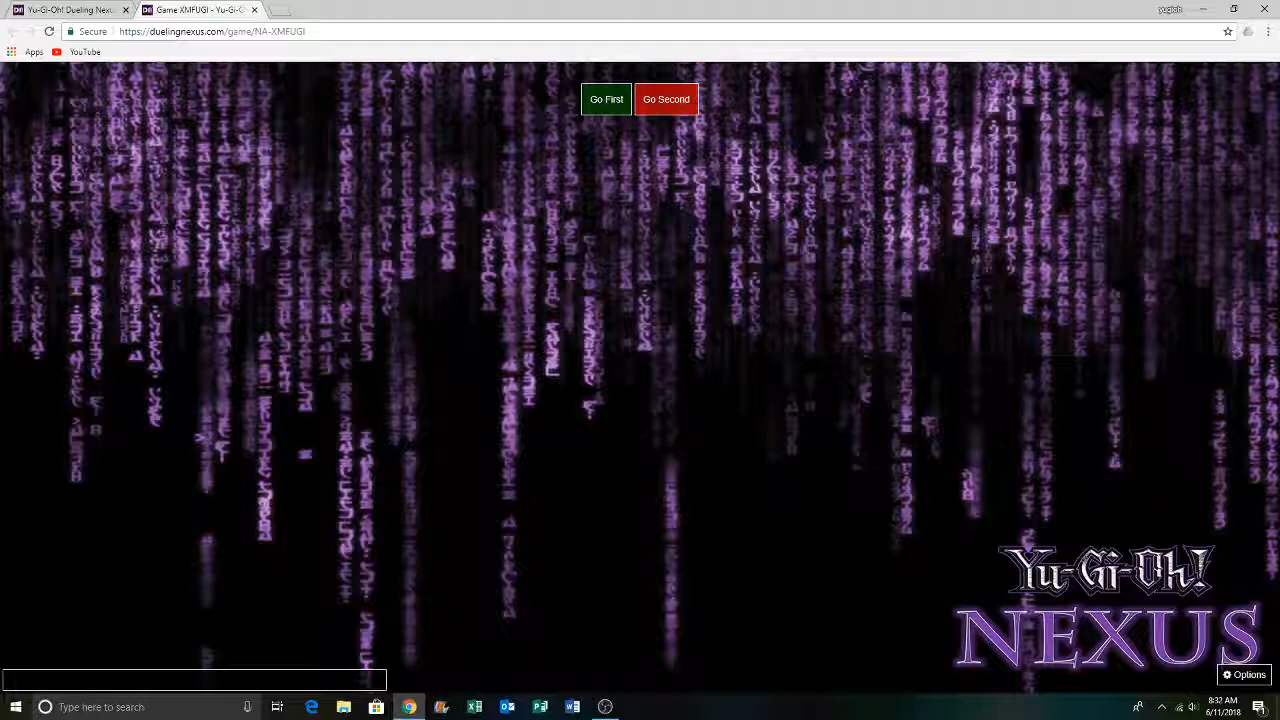 Yu-Gi-Oh! Dueling Nexus
Game XMFUGI - Yu-Gi-O
yugioh
Secure
https://duelingnexus.com/game/NA-XMFUGI
Apps
YouTube
Go First
Go Second
Yu-Gi-Oh!
NEXUS
Options
Type here to search
8:32 AM
6/11/2018